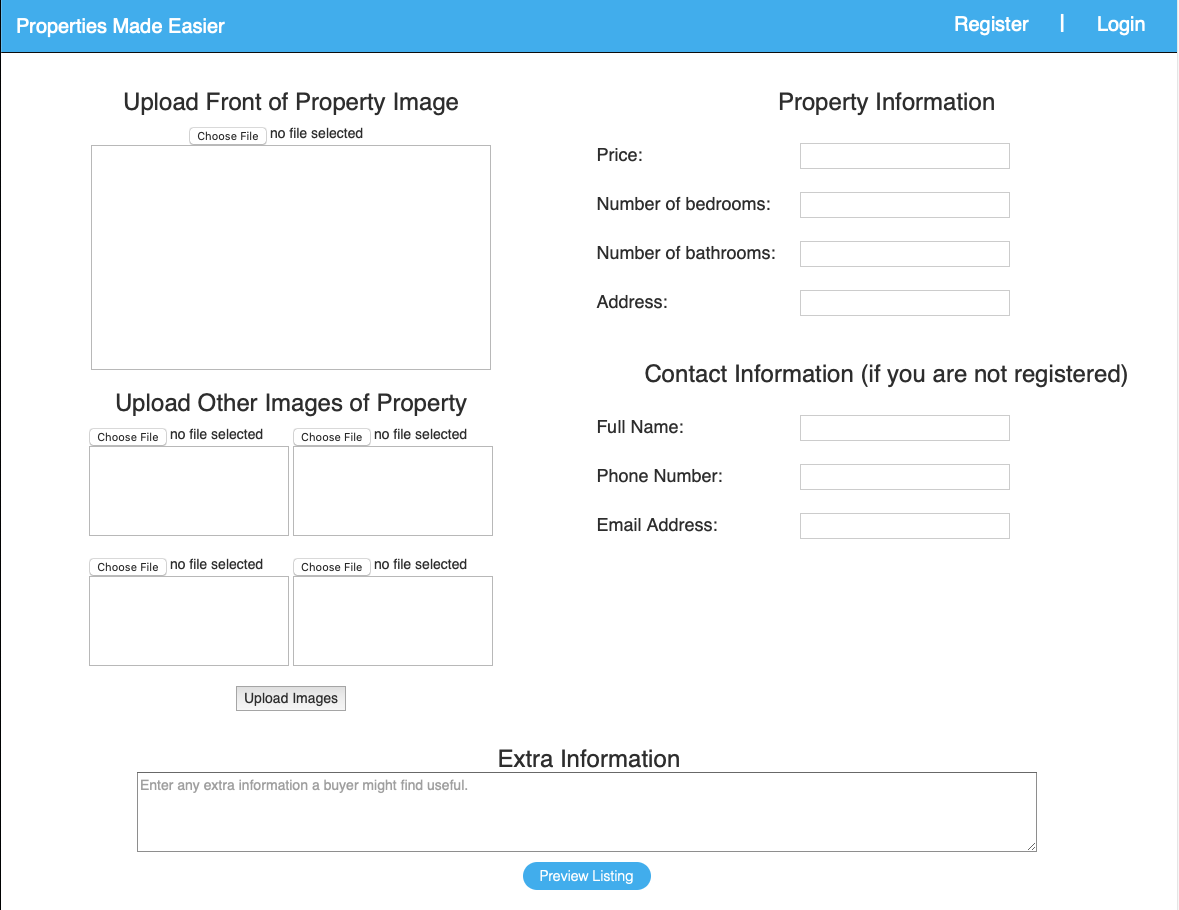 Properties Made Easier
Register | Login
Upload Front of Property Image
Choose File no file selected
Upload Other Images of Property
Choose File no file selected Choose File no file selected
Choose File no file selected Choose File no file selected
Upload Images
Property Information
Price:
Number of bedrooms:
Number of bathrooms:
Address:
Contact Information (if you are not registered)
Full Name:
Phone Number:
Email Address:
Extra Information
Enter any extra information a buyer might find useful.
Preview Listing